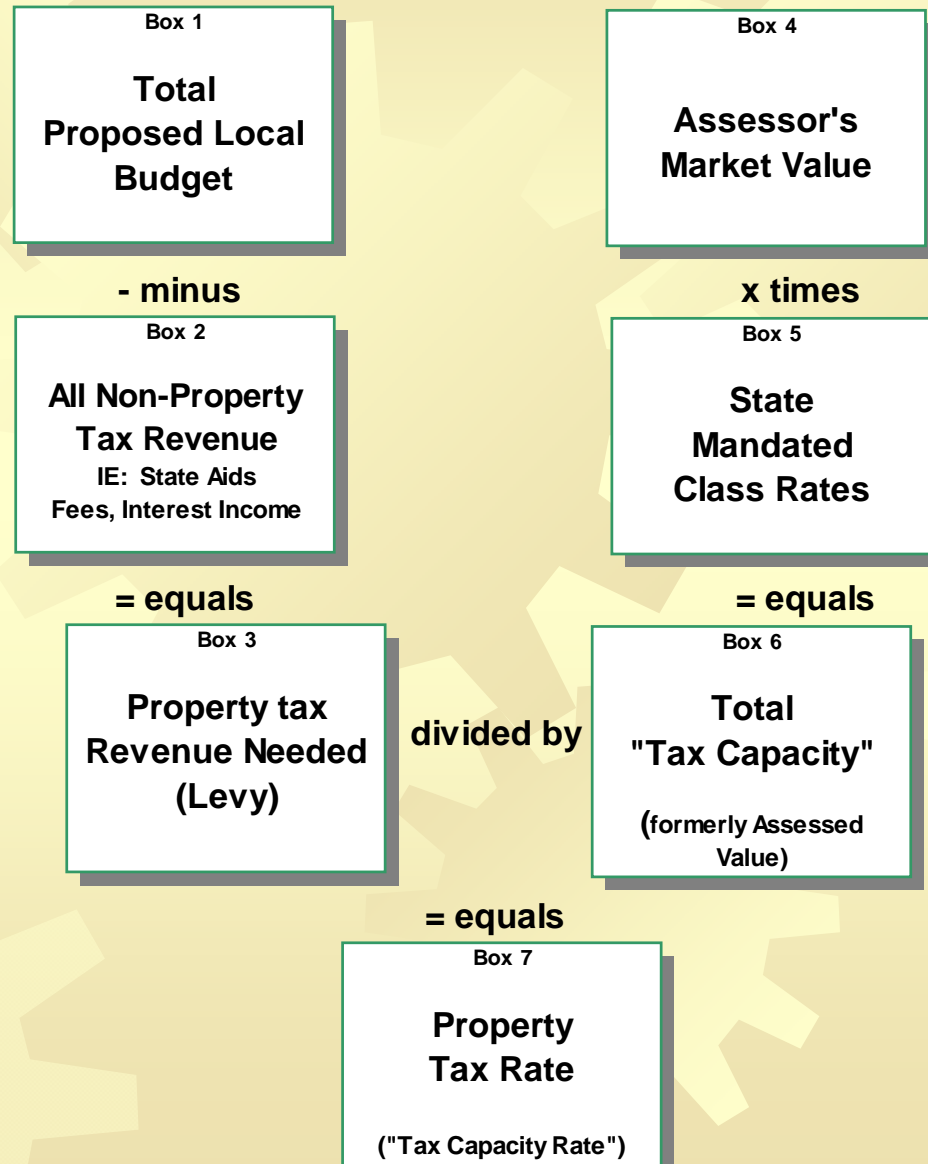 Box 1
Total
Proposed Local
Budget
- minus
Box 2
All Non-Property
Tax Revenue
IE: State Aids
Fees, Interest Income
= equals
Box 3
Property tax
Revenue Needed
(Levy)
divided by
Box 4
Assessor's
Market Value
x times
Box 5
State
Mandated
Class Rates
= equals
Box 6
Total
"Tax Capacity"
(formerly Assessed
Value)
= equals
Box 7
Property
Tax Rate
("Tax Capacity Rate")